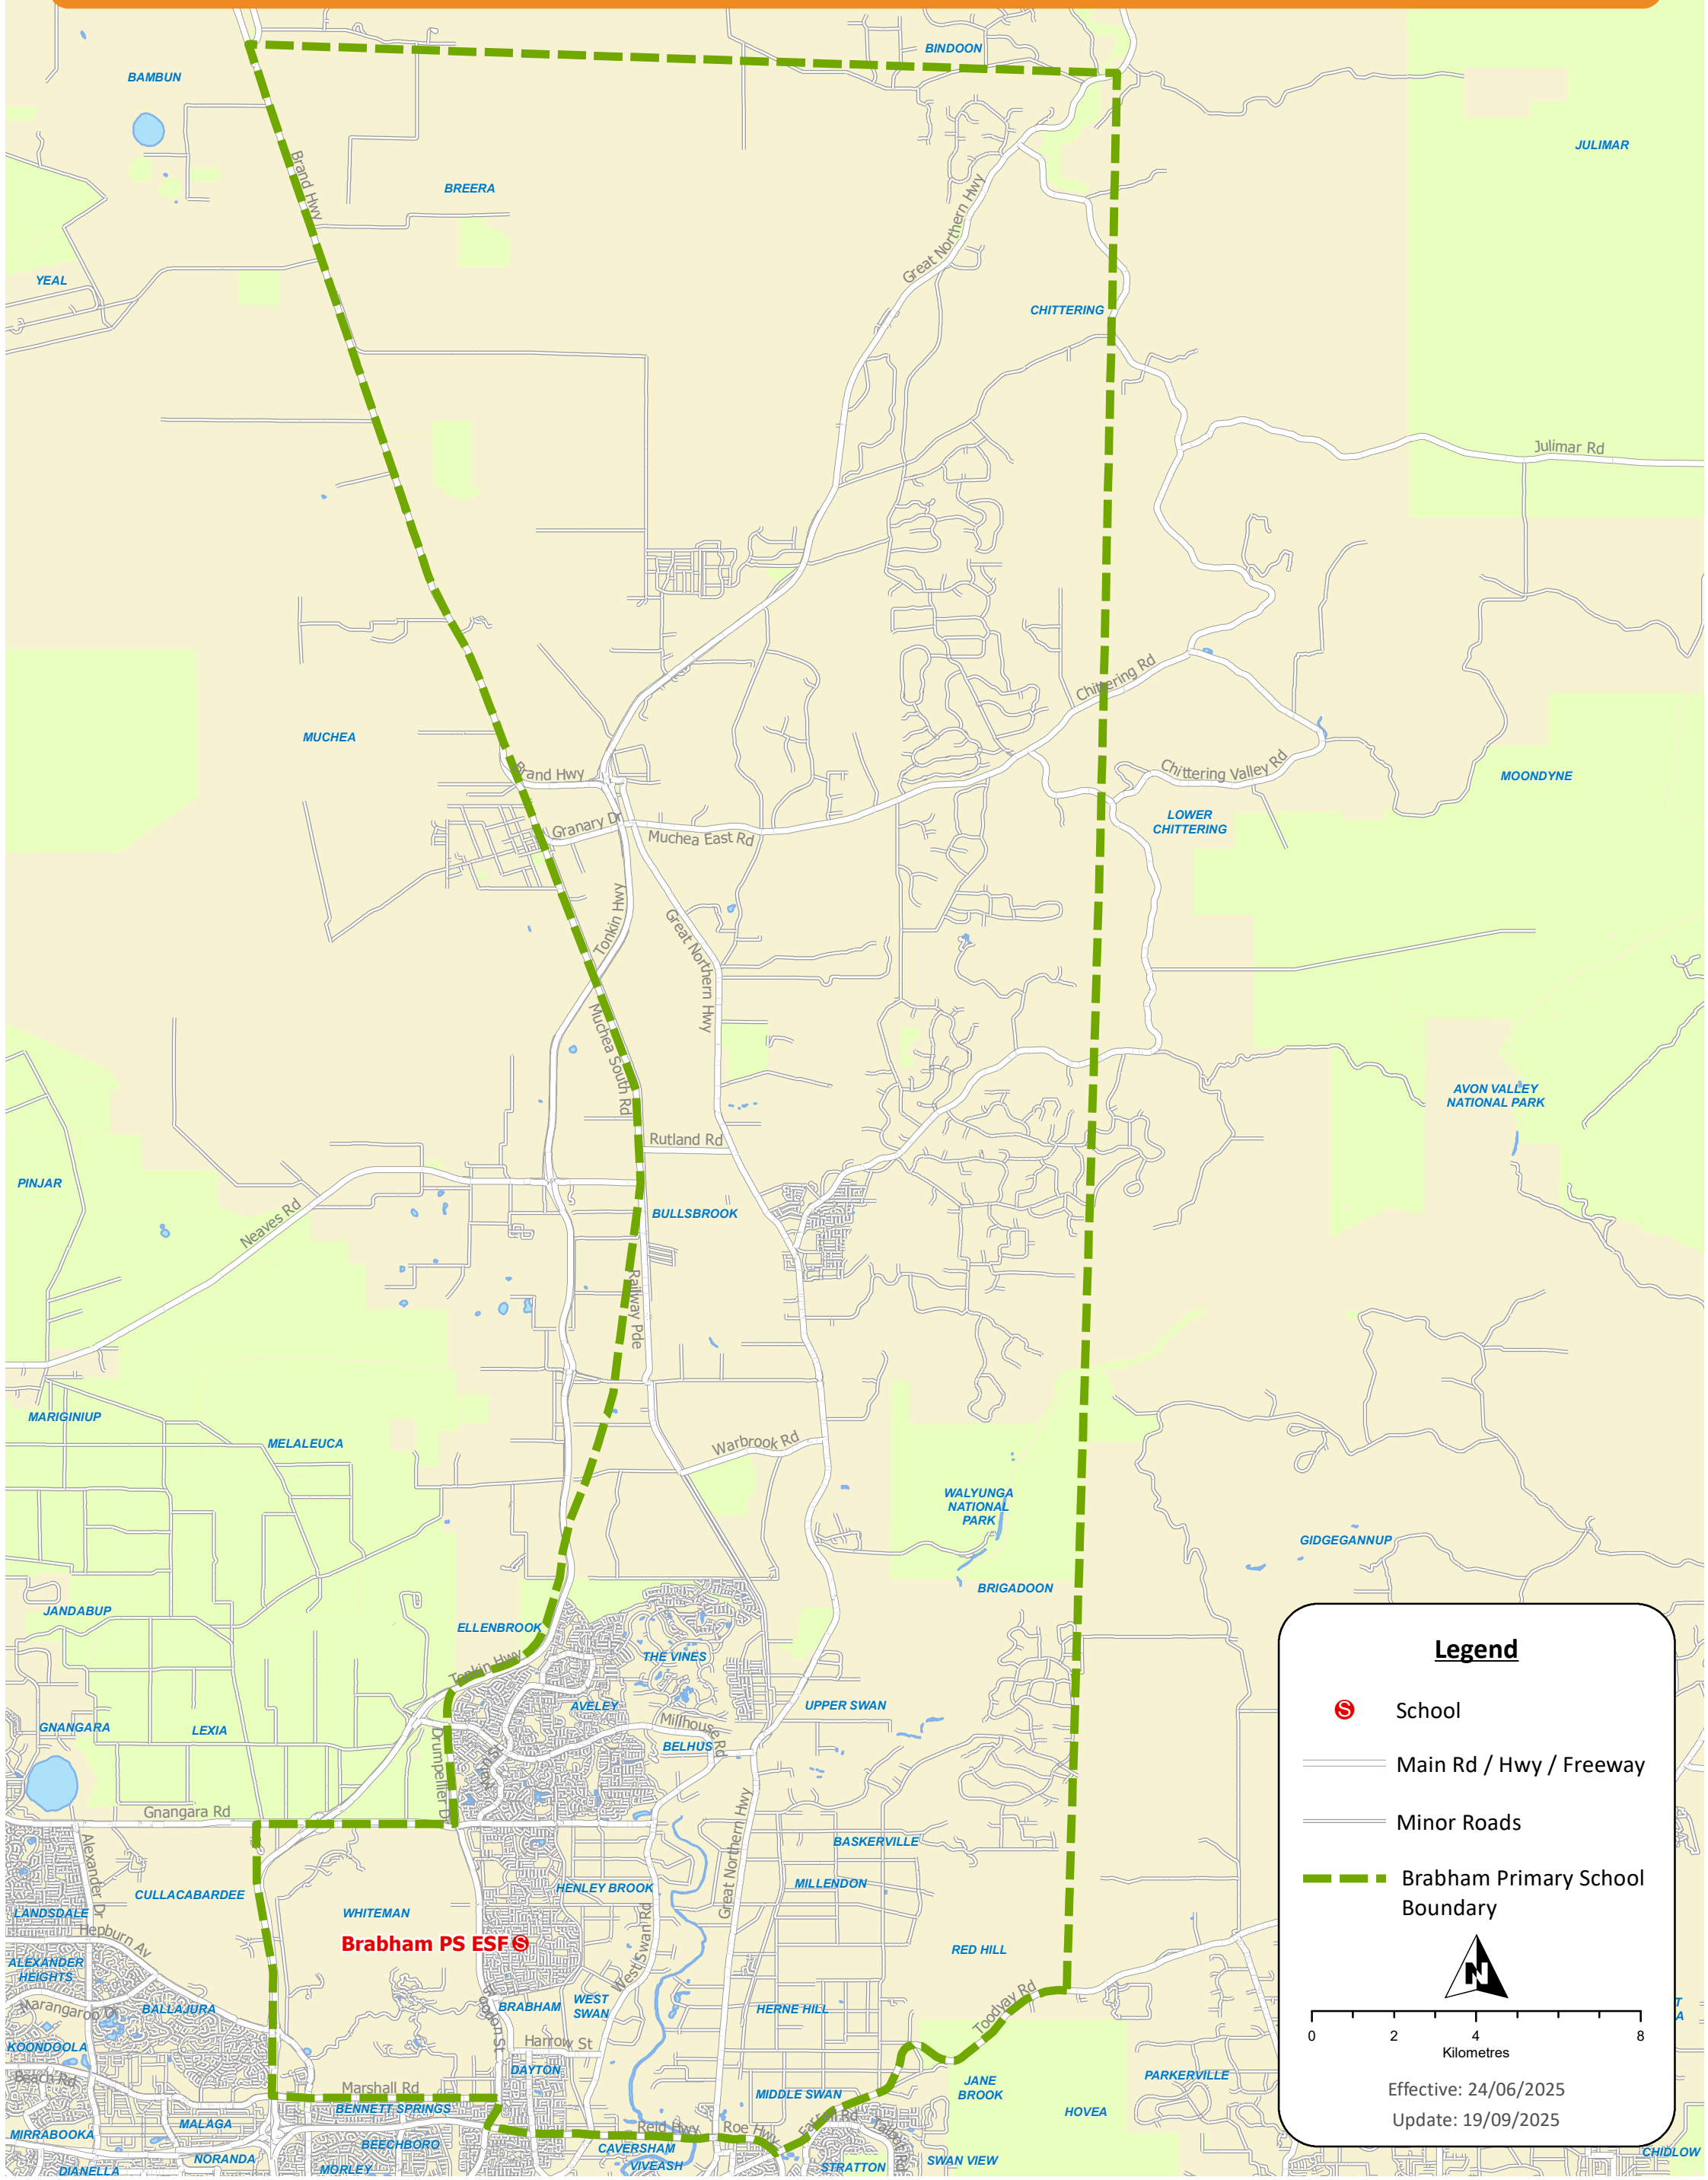 BINDOON
BAMBUN
JULIMAR
Brand Hwy
BREERA
Great Northern Hwy
YEAL
CHITTERING
Julimar Rd
Chittering Rd
MUCHEA
Brand Hwy
Chittering Valley Rd
MOONDYNE
LOWER
CHITTERING
Granary Dr
Muchea East Rd
Tonkin Hwy
Great Northern Hwy
Muchea South Rd
AVON VALLEY
NATIONAL PARK
Rutland Rd
PINJAR
Neaves Rd
BULLSBROOK
Railway Pde
MARIGINIUP
MELALEUCA
Warbrook Rd
WALYUNGA
NATIONAL
PARK
GIDGEGANNUP
BRIGADOON
JANDABUP
ELLENBROOK
THE VINES
Tonkin Hwy
AVELEY
UPPER SWAN
GNANGARA
LEXIA
Millhouse Rd
BELHUS
Drumpellier Dr
Main St
Gnangara Rd
Great Northern Hwy
BASKERVILLE
Alexander Dr
CULLACABARDEE
HENLEY BROOK
MILLENDON
LANDSDALE
WHITEMAN
Hepburn Av
Brabham PS ESF S
West Swan Rd
RED HILL
ALEXANDER
HEIGHTS
Marangaroo Dr
BALLAJURA
BRABHAM
WEST
SWAN
HERNE HILL
Toodyay Rd
KOONDOOLA
Harrow St
Beach Rd
DAYTON
Marshall Rd
MIDDLE SWAN
JANE
BROOK
PARKERVILLE
BENNETT SPRINGS
HOVEA
MALAGA
Reid Hwy
Roe Hwy
MIRRABOOKA
BEECHBORO
CAVERSHAM
NORANDA
VIVEASH
STRATTON
SWAN VIEW
DIANELLA
MORLEY
CHIDLOW
Legend
S School
Main Rd / Hwy / Freeway
Minor Roads
Brabham Primary School
Boundary
N
0 2 4 8
Kilometres
Effective: 24/06/2025
Update: 19/09/2025